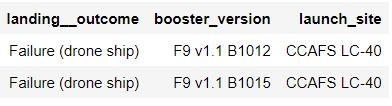 landing__outcome booster_version launch_site
Failure (drone ship) F9 v1.1 B1012 CCAFS LC-40
Failure (drone ship) F9 v1.1 B1015 CCAFS LC-40